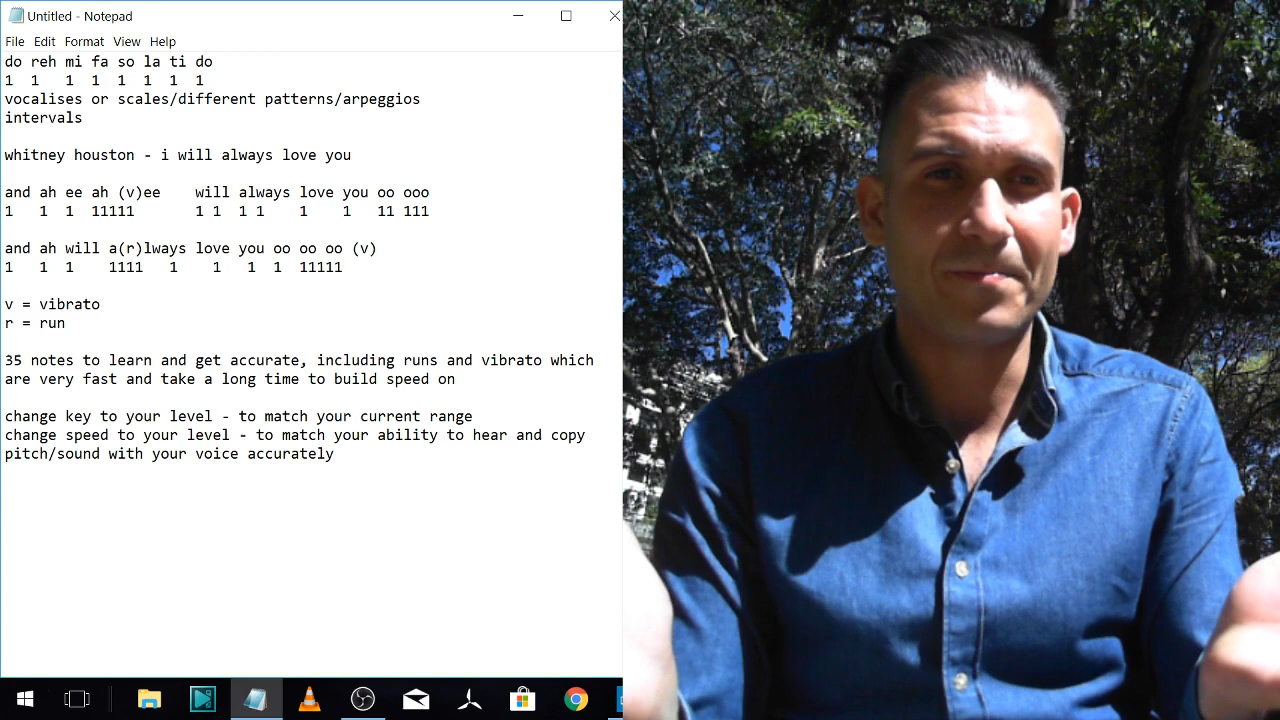 Untitled - Notepad
File Edit Format View Help
do reh mi fa so la ti do
1 1 1 1 1 1 1 1
vocalises or scales/different patterns/arpeggios
intervals
whitney houston - i will always love you
and ah ee ah (v)ee will always love you oo ooo
1 1 1 11111 1 1 1 1 1 1 11 111
and ah will a(r)lways love you oo oo oo (v)
1 1 1 1111 1 1 1 1 11111
v = vibrato
r = run
35 notes to learn and get accurate, including runs and vibrato which
are very fast and take a long time to build speed on
change key to your level - to match your current range
change speed to your level - to match your ability to hear and copy
pitch/sound with your voice accurately